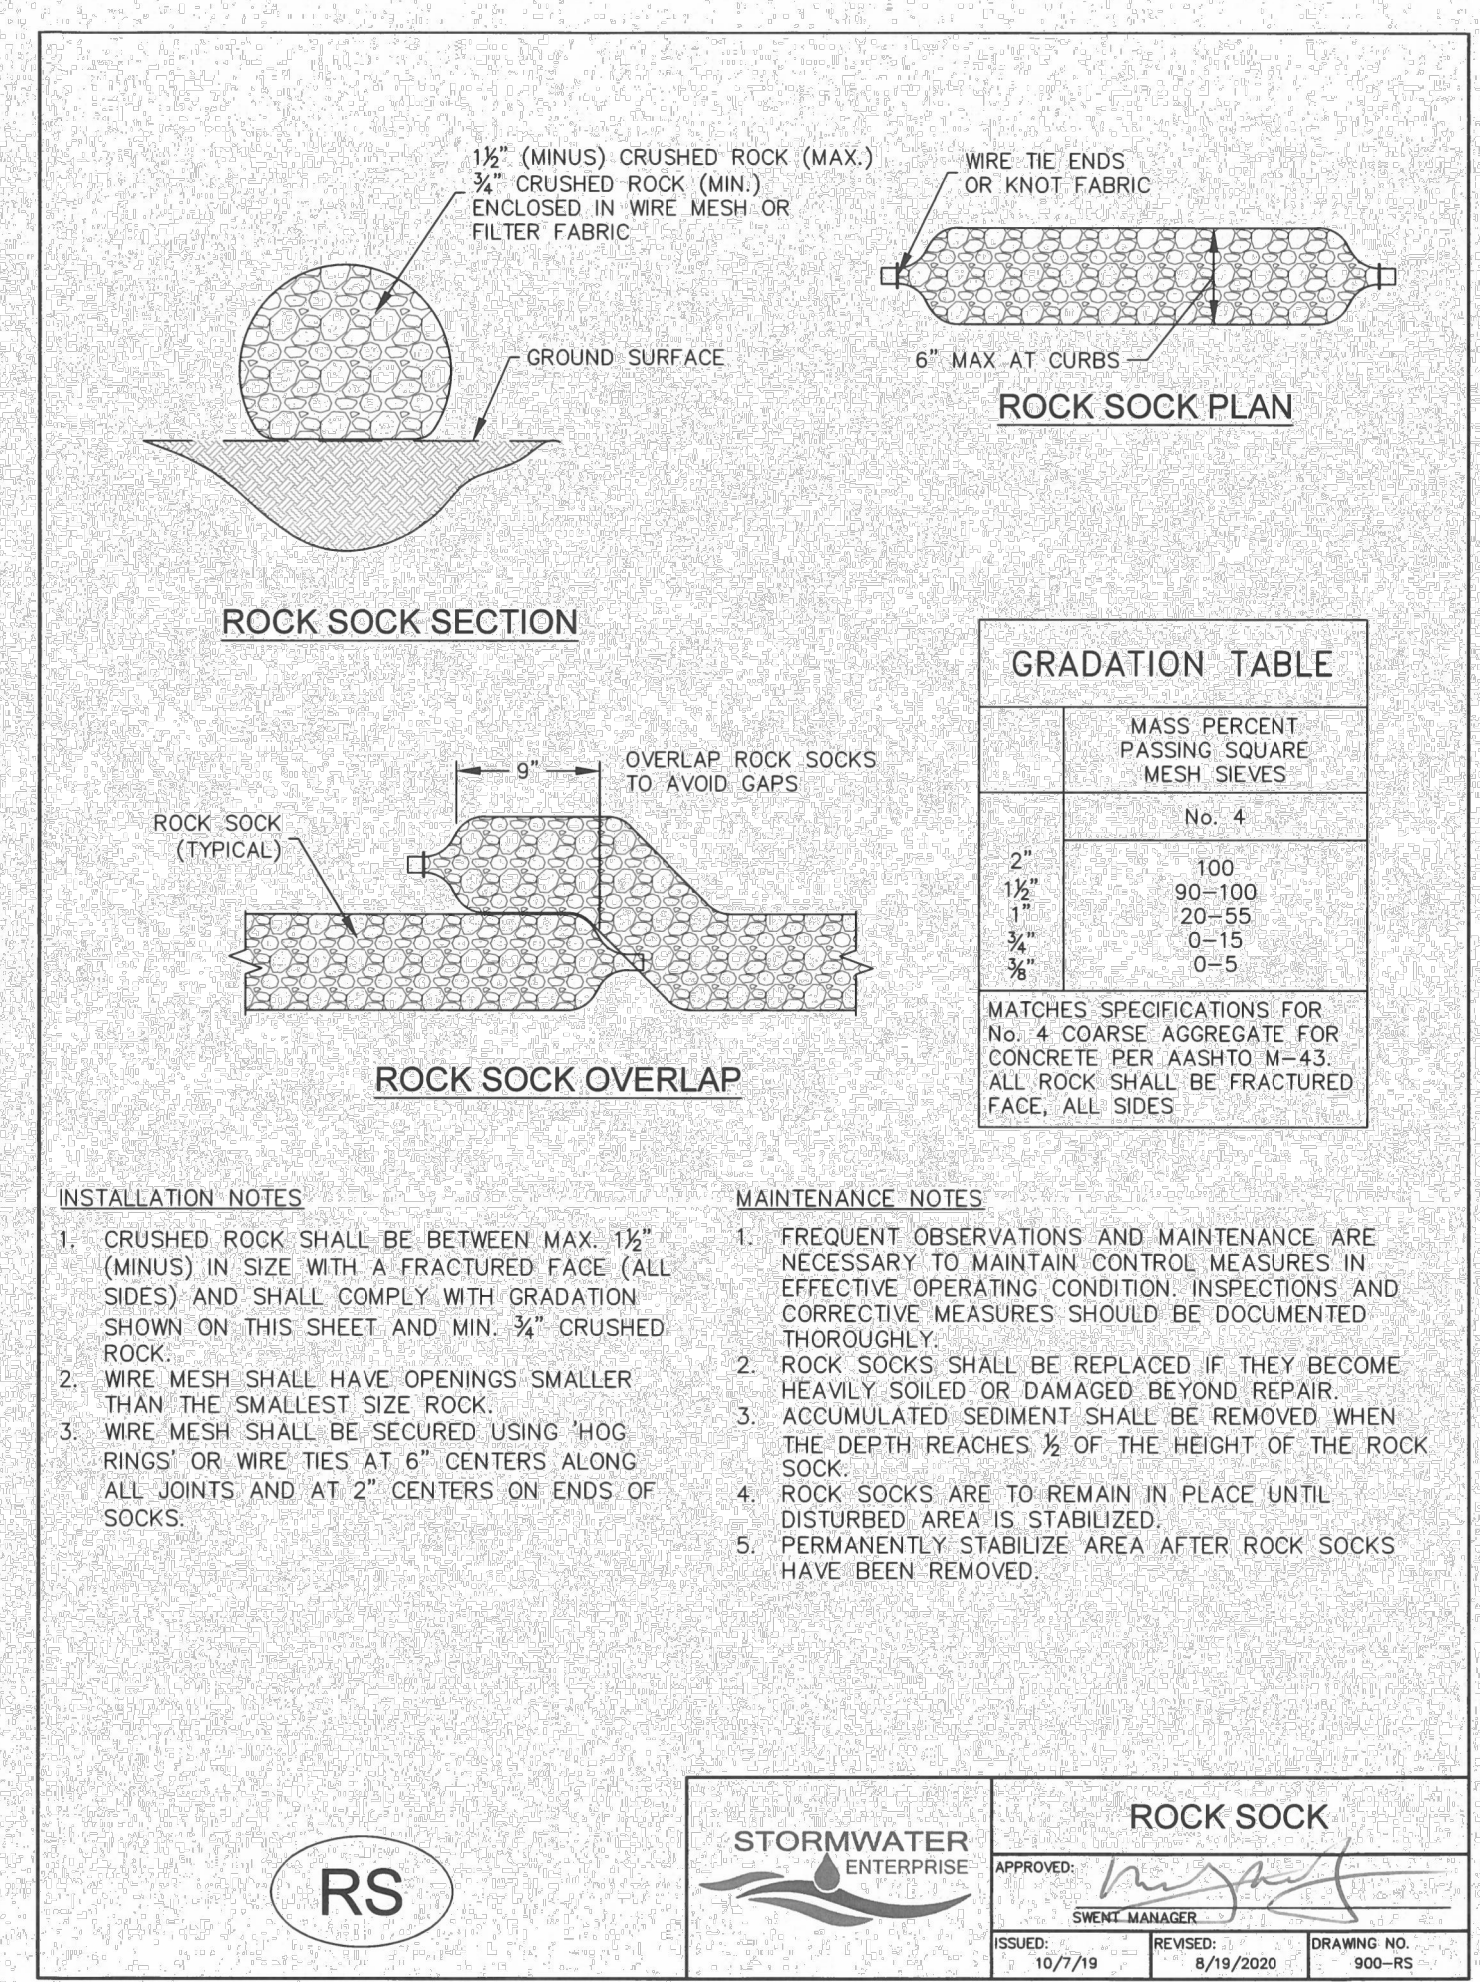 1½" (MINUS) CRUSHED ROCK (MAX.)
¾" CRUSHED ROCK (MIN.)
ENCLOSED IN WIRE MESH OR
FILTER FABRIC
GROUND SURFACE
ROCK SOCK SECTION
WIRE TIE ENDS
OR KNOT FABRIC
6" MAX AT CURBS
ROCK SOCK PLAN
9"
OVERLAP ROCK SOCKS
TO AVOID GAPS
ROCK SOCK
(TYPICAL)
ROCK SOCK OVERLAP
GRADATION TABLE
MASS PERCENT
PASSING SQUARE
MESH SIEVES
No. 4
2" 100
1½" 90-100
1" 20-55
¾" 0-15
⅜" 0-5
MATCHES SPECIFICATIONS FOR
No. 4 COARSE AGGREGATE FOR
CONCRETE PER AASHTO M-43.
ALL ROCK SHALL BE FRACTURED
FACE, ALL SIDES
INSTALLATION NOTES
1. CRUSHED ROCK SHALL BE BETWEEN MAX. 1½"
(MINUS) IN SIZE WITH A FRACTURED FACE (ALL
SIDES) AND SHALL COMPLY WITH GRADATION
SHOWN ON THIS SHEET AND MIN. ¾" CRUSHED
ROCK.
2. WIRE MESH SHALL HAVE OPENINGS SMALLER
THAN THE SMALLEST SIZE ROCK.
3. WIRE MESH SHALL BE SECURED USING 'HOG
RINGS' OR WIRE TIES AT 6" CENTERS ALONG
ALL JOINTS AND AT 2" CENTERS ON ENDS OF
SOCKS.
MAINTENANCE NOTES
1. FREQUENT OBSERVATIONS AND MAINTENANCE ARE
NECESSARY TO MAINTAIN CONTROL MEASURES IN
EFFECTIVE OPERATING CONDITION. INSPECTIONS AND
CORRECTIVE MEASURES SHOULD BE DOCUMENTED
THOROUGHLY.
2. ROCK SOCKS SHALL BE REPLACED IF THEY BECOME
HEAVILY SOILED OR DAMAGED BEYOND REPAIR.
3. ACCUMULATED SEDIMENT SHALL BE REMOVED WHEN
THE DEPTH REACHES ½ OF THE HEIGHT OF THE ROCK
SOCK.
4. ROCK SOCKS ARE TO REMAIN IN PLACE UNTIL
DISTURBED AREA IS STABILIZED.
5. PERMANENTLY STABILIZE AREA AFTER ROCK SOCKS
HAVE BEEN REMOVED.
RS
STORMWATER
ENTERPRISE
ROCK SOCK
APPROVED:
SWENT MANAGER
ISSUED:
10/7/19
REVISED:
8/19/2020
DRAWING NO.
900-RS